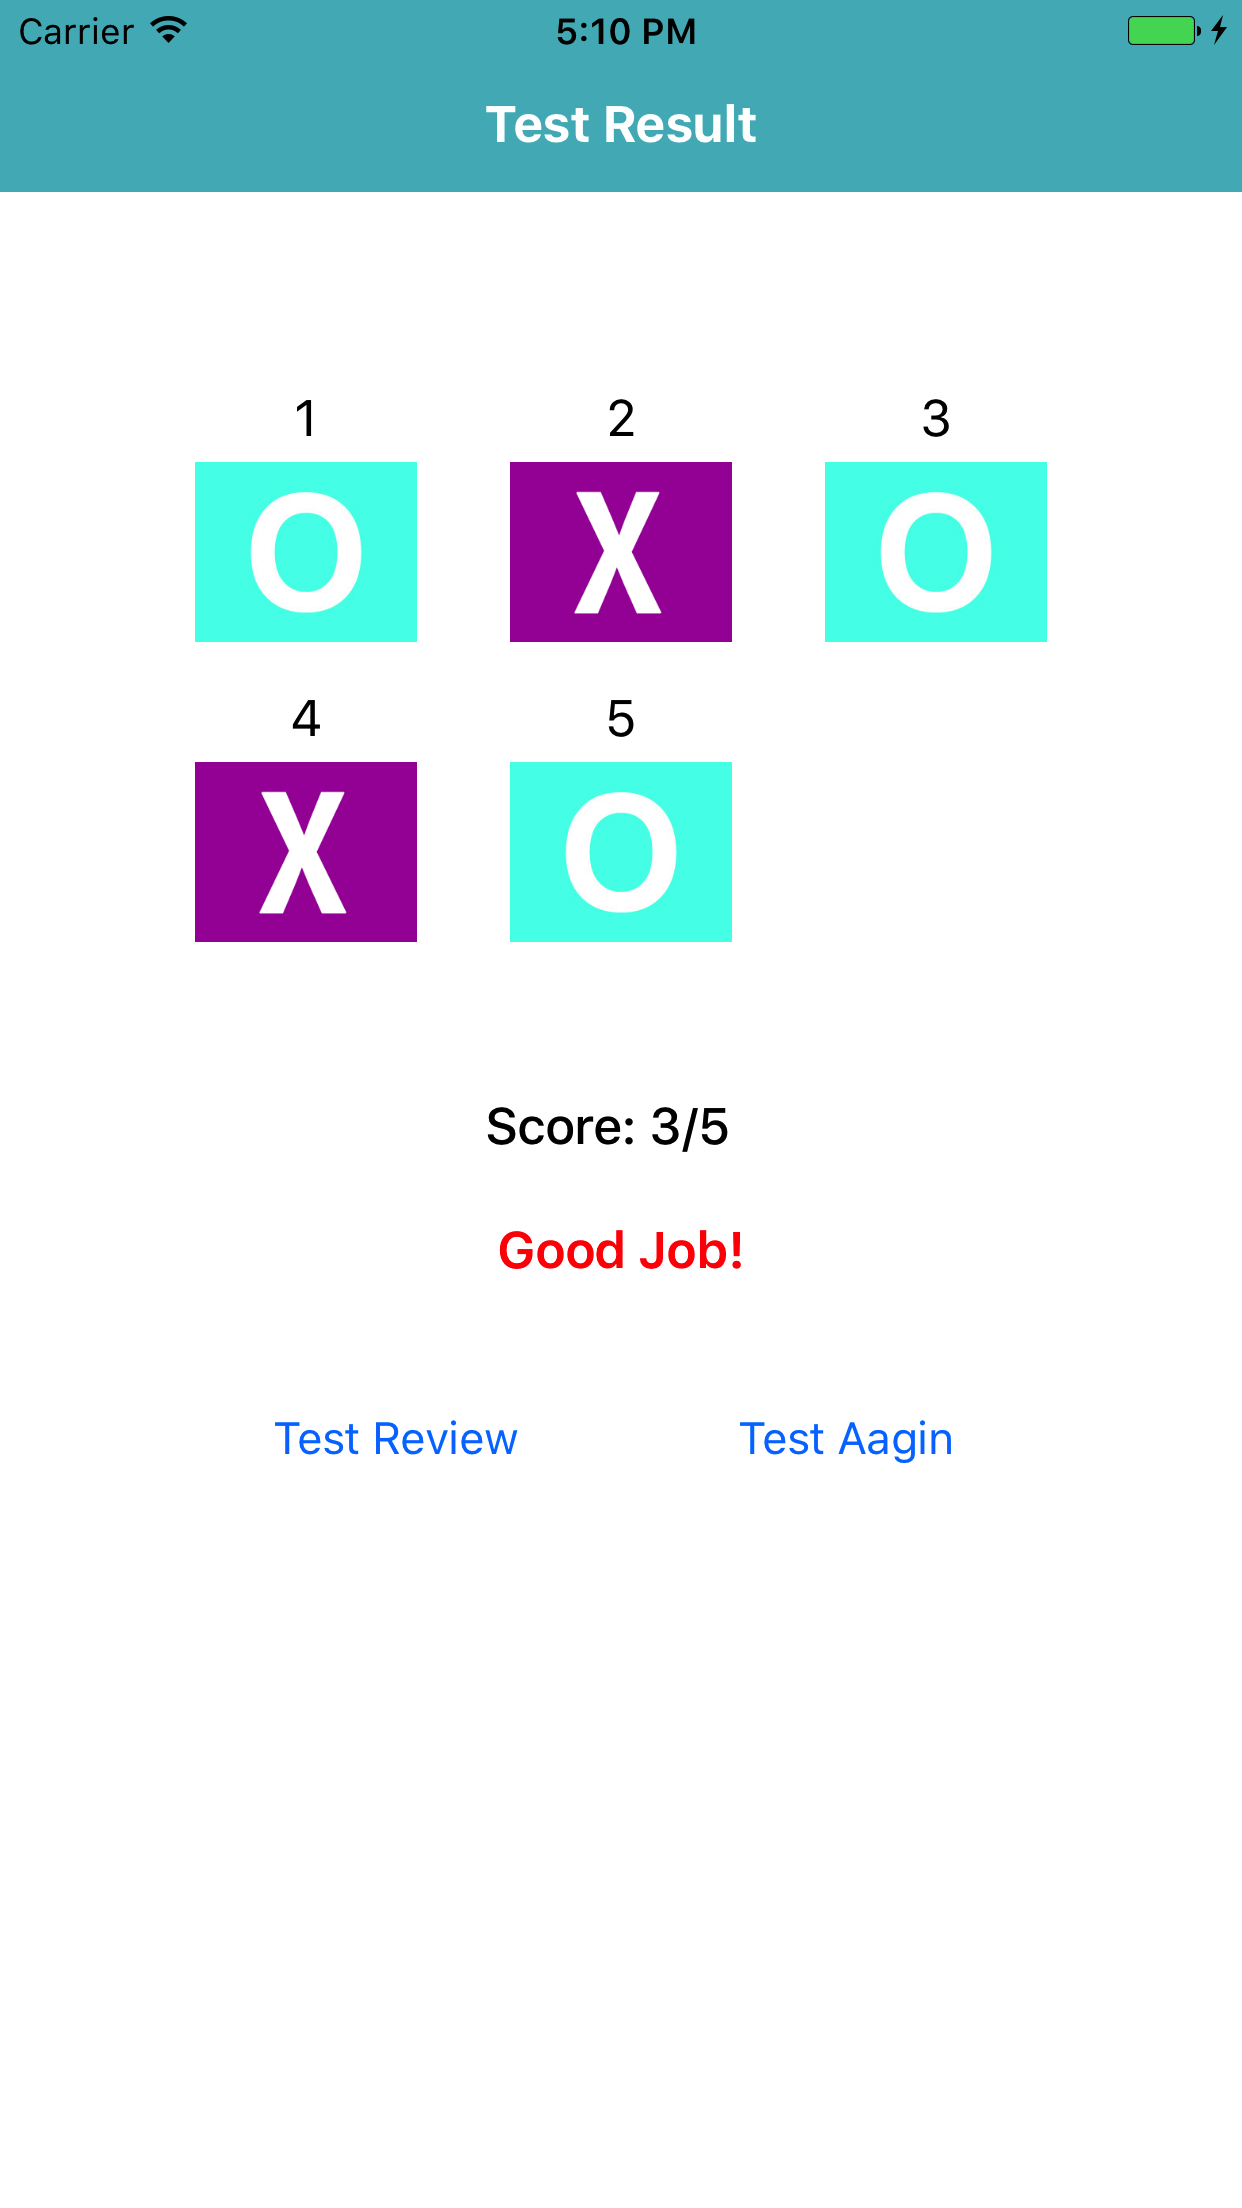 Carrier 5:10 PM
Test Result
1 2 3
O X O
4 5
X O
Score: 3/5
Good Job!
Test Review Test Aagin